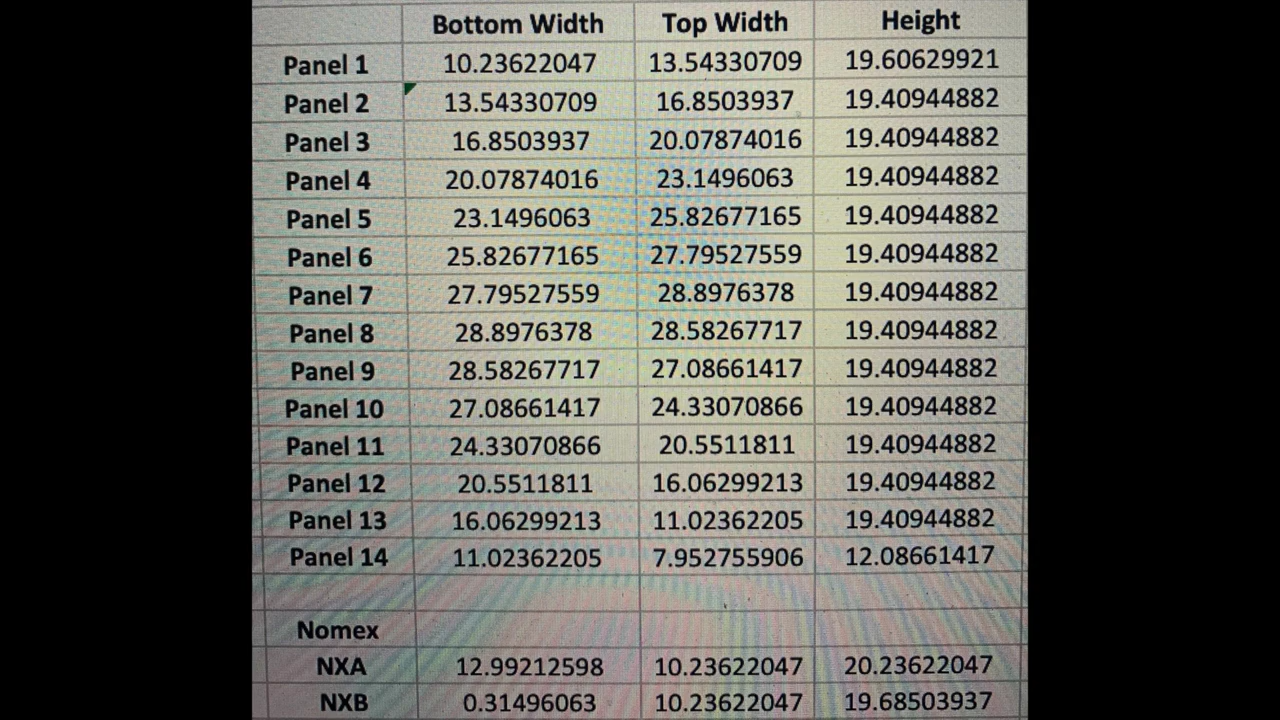 Bottom Width Top Width Height
Panel 1 10.23622047 13.54330709 19.60629921
Panel 2 13.54330709 16.8503937 19.40944882
Panel 3 16.8503937 20.07874016 19.40944882
Panel 4 20.07874016 23.1496063 19.40944882
Panel 5 23.1496063 25.82677165 19.40944882
Panel 6 25.82677165 27.79527559 19.40944882
Panel 7 27.79527559 28.8976378 19.40944882
Panel 8 28.8976378 28.58267717 19.40944882
Panel 9 28.58267717 27.08661417 19.40944882
Panel 10 27.08661417 24.33070866 19.40944882
Panel 11 24.33070866 20.5511811 19.40944882
Panel 12 20.5511811 16.06299213 19.40944882
Panel 13 16.06299213 11.02362205 19.40944882
Panel 14 11.02362205 7.952755906 12.08661417
Nomex
NXA 12.99212598 10.23622047 20.23622047
NXB 0.31496063 10.23622047 19.68503937